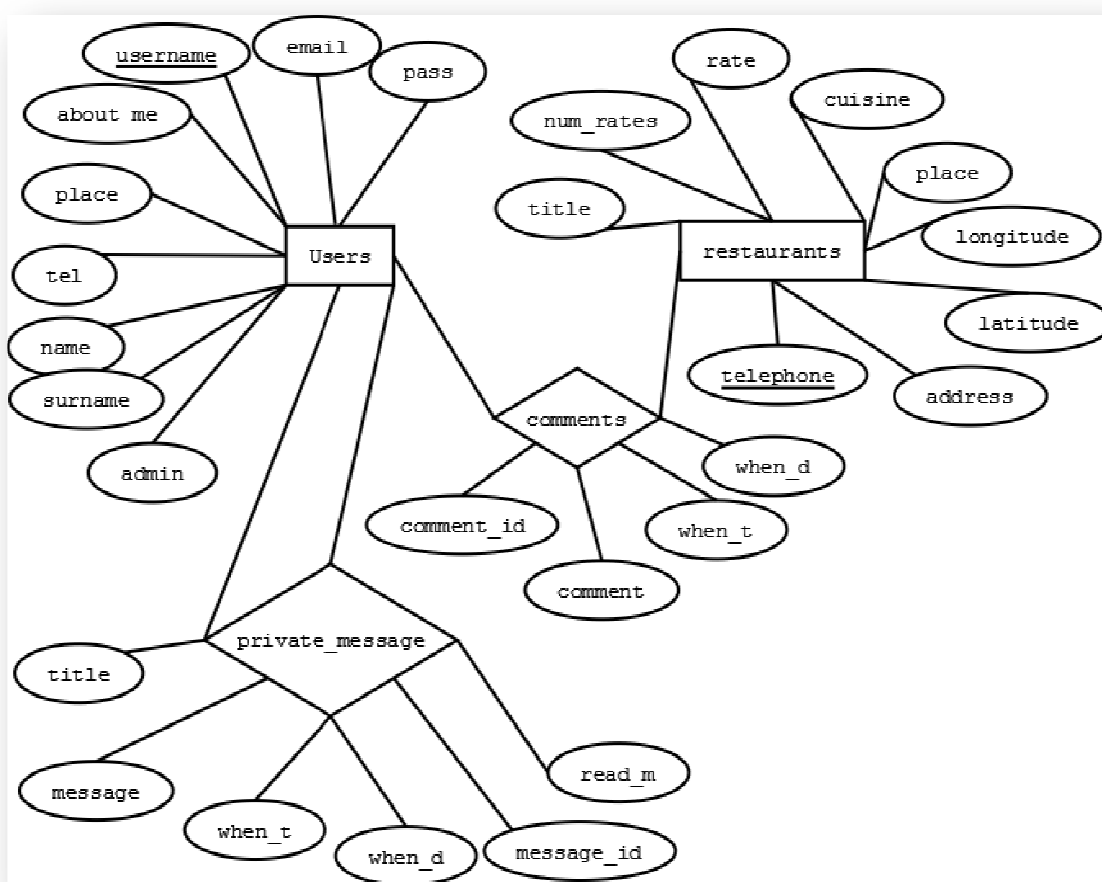 username
email
pass
about me
place
tel
name
surname
admin
Users
rate
num_rates
cuisine
title
place
longitude
restaurants
latitude
telephone
address
comments
when_d
comment_id
when_t
comment
private_message
title
message
when_t
when_d
message_id
read_m